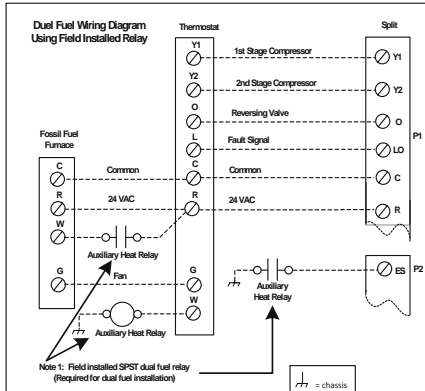 Duel Fuel Wiring Diagram
Using Field Installed Relay
Thermostat
Split
Y1
1st Stage Compressor
Y1
Y2
2nd Stage Compressor
Y2
O
Reversing Valve
O
P1
L
Fault Signal
LO
Fossil Fuel
Furnace
C
Common
C
Common
C
R
24 VAC
R
24 VAC
R
W
Auxiliary Heat Relay
G
Fan
G
ES
P2
Auxiliary
Heat Relay
W
Auxiliary Heat Relay
Note 1: Field installed SPST dual fuel relay
(Required for dual fuel installation)
= chassis